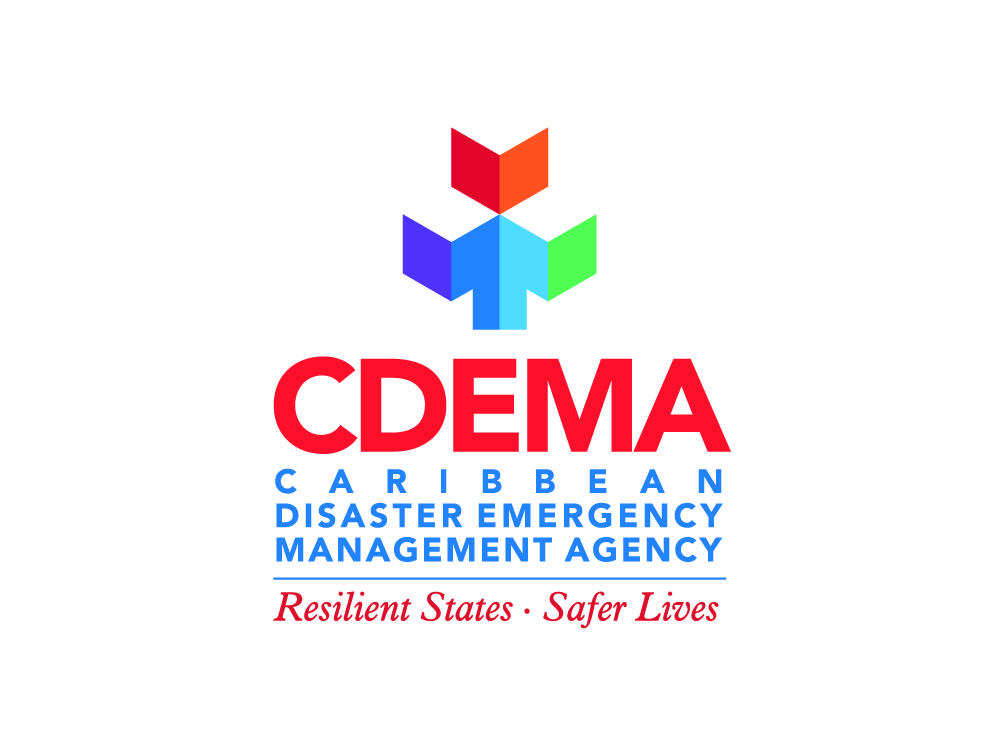 CDEMA
CARIBBEAN
DISASTER EMERGENCY
MANAGEMENT AGENCY
Resilient States · Safer Lives